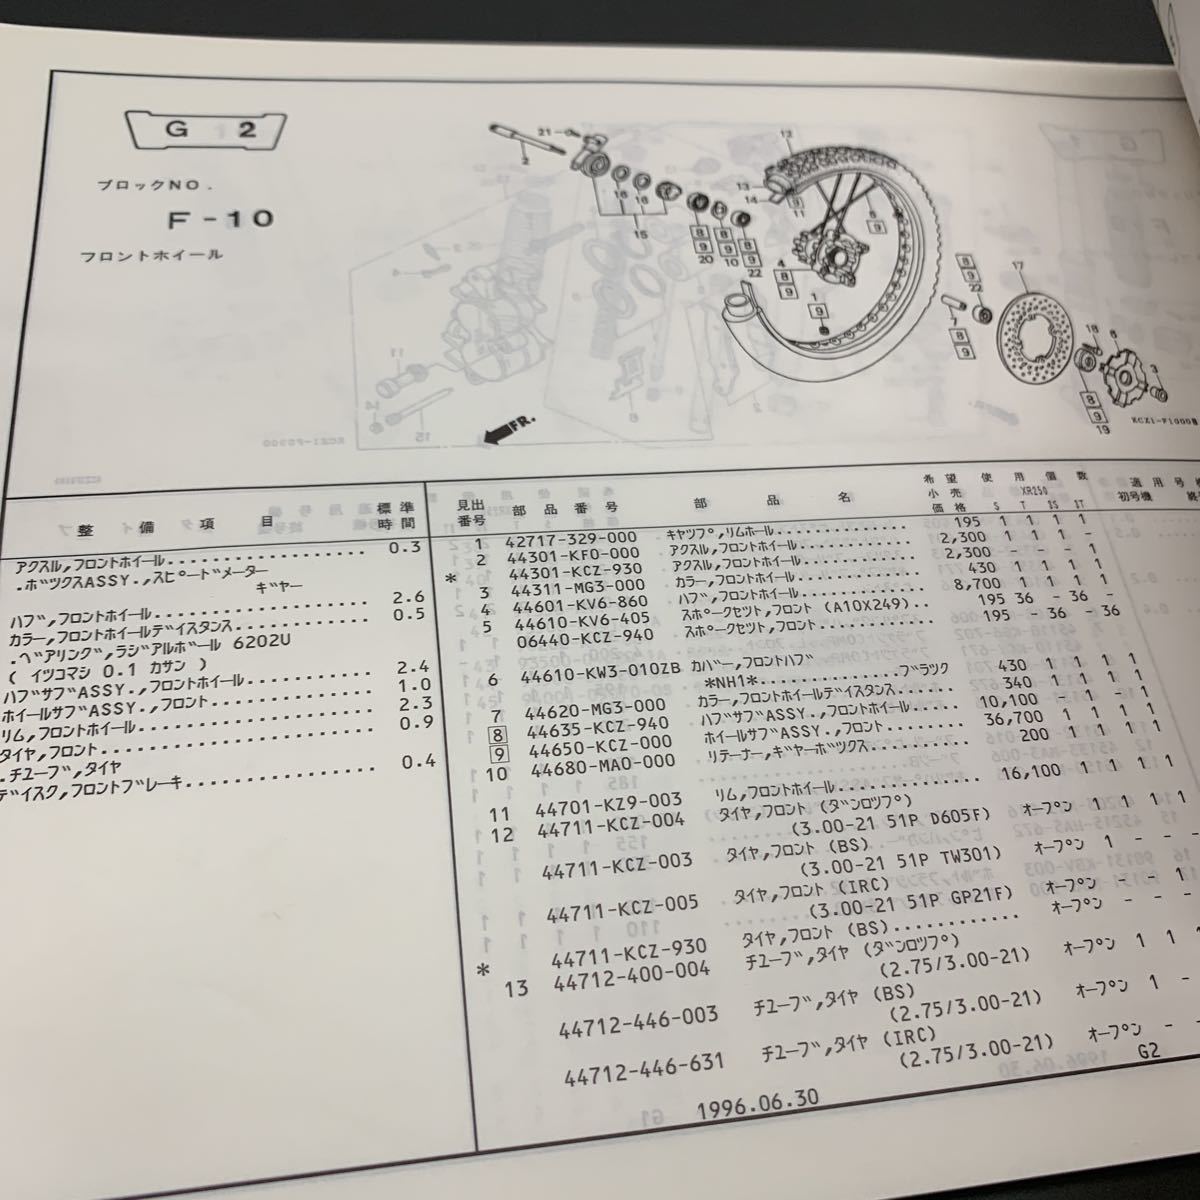 G 2
ブロックNO.
F-10
フロントホイール
FR.
KCZ1-F1000B
整備項目 標準時間
アクスル,フロントホイール 0.3
.ボックスASSY.,スピードメーター
ギヤー
ハブ,フロントホイール 2.6
カラー,フロントホイールディスタンス 0.5
.ベアリング,ラジアルボール 6202U
( イツコマシ 0.1 カサン )
ハブサブASSY.,フロントホイール 2.4
ホイールサブASSY.,フロント 1.0
リム,フロントホイール 2.3
タイヤ,フロント 0.9
.チューブ,タイヤ
ディスク,フロントブレーキ 0.4
見出番号 部品番号 部品名 希望小売価格 使用個数 適用号機
XR250
S T IS IT
初号機
1 42717-329-000 キヤツプ,リムホール 195 1 1 1 1
2 44301-KF0-000 アクスル,フロントホイール 2,300 1 1 1 -
* 44301-KCZ-930 アクスル,フロントホイール 2,300 - - - 1
3 44311-MG3-000 カラー,フロントホイール 430 1 1 1 1
4 44601-KV6-860 ハブ,フロントホイール 8,700 1 1 1 1
5 44610-KV6-405 スポークセツト,フロント (A10X249) 195 36 - 36 -
06440-KCZ-940 スポークセツト,フロント 195 - 36 - 36
6 44610-KW3-010ZB カバー,フロントハブ
*NH1* ブラック 430 1 1 1 1
7 44620-MG3-000 カラー,フロントホイールディスタンス 340 1 1 1 1
8 44635-KCZ-940 ハブサブASSY.,フロントホイール 10,100 - 1 - 1
9 44650-KCZ-000 ホイールサブASSY.,フロント 36,700 1 1 1 1
10 44680-MA0-000 リテーナー,ギヤーボツクス 200 1 1 1 1
11 44701-KZ9-003 リム,フロントホイール 16,100 1 1 1 1
12 44711-KCZ-004 タイヤ,フロント (ダンロツプ)
(3.00-21 51P D605F) オープン 1 1 1 1
44711-KCZ-003 タイヤ,フロント (BS)
(3.00-21 51P TW301) オープン 1 - - -
44711-KCZ-005 タイヤ,フロント (IRC)
(3.00-21 51P GP21F) オープン - - 1
* 44711-KCZ-930 タイヤ,フロント (BS) オープン - - -
13 44712-400-004 チユーブ,タイヤ (ダンロツプ)
(2.75/3.00-21) オープン 1 1 1
44712-446-003 チユーブ,タイヤ (BS)
(2.75/3.00-21) オープン 1 -
44712-446-631 チユーブ,タイヤ (IRC)
(2.75/3.00-21) オープン - -
1996.06.30
G2